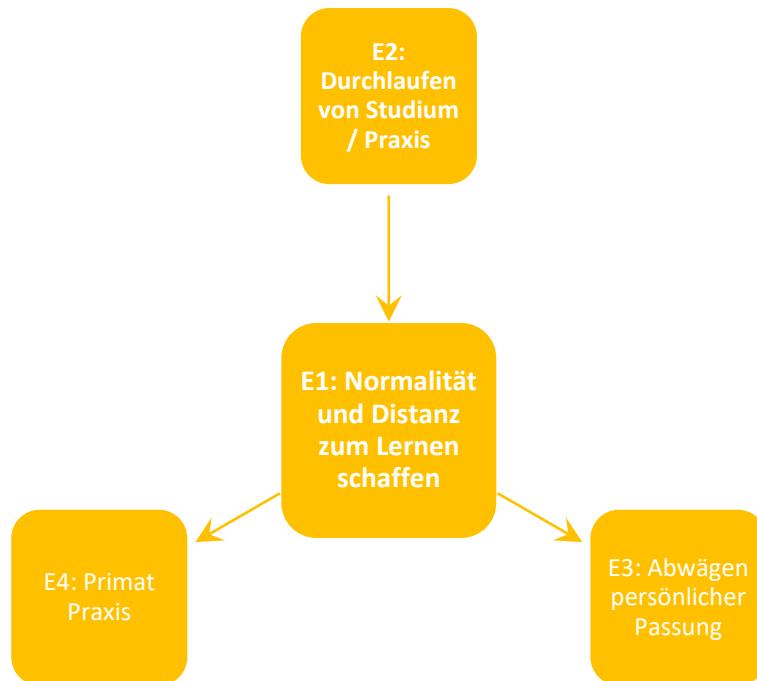 E2:
Durchlaufen
von Studium
/ Praxis
E1: Normalität
und Distanz
zum Lernen
schaffen
E4: Primat
Praxis
E3: Abwägen
persönlicher
Passung